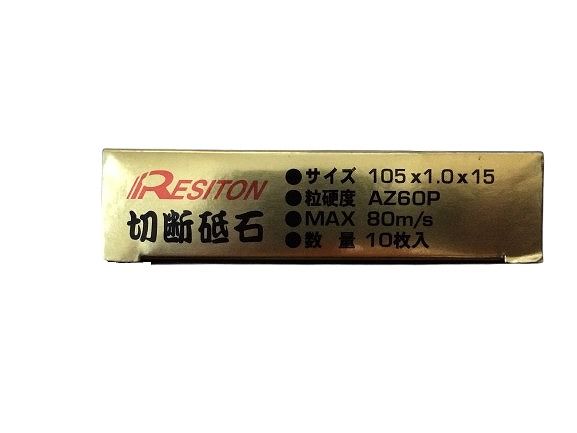 RESITON
切断砥石
●サイズ 105x1.0x15
●粒硬度 AZ60P
●MAX 80m/s
●数 量 10枚入